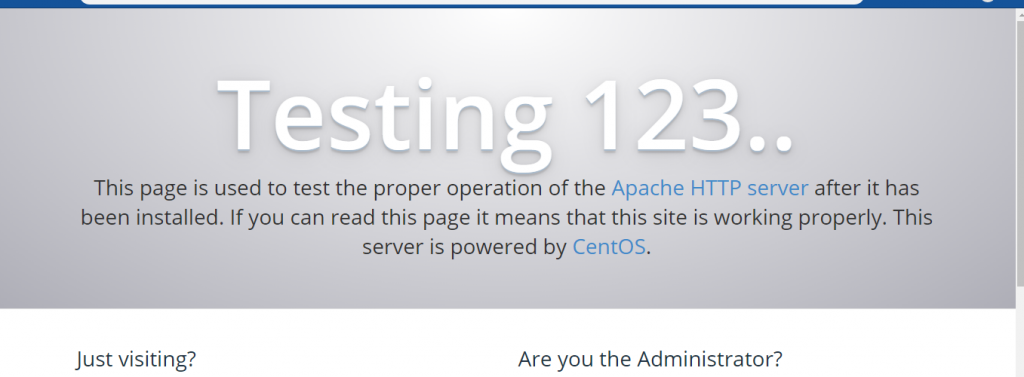 Testing 123..
This page is used to test the proper operation of the Apache HTTP server after it has
been installed. If you can read this page it means that this site is working properly. This
server is powered by CentOS.
Just visiting?
Are you the Administrator?